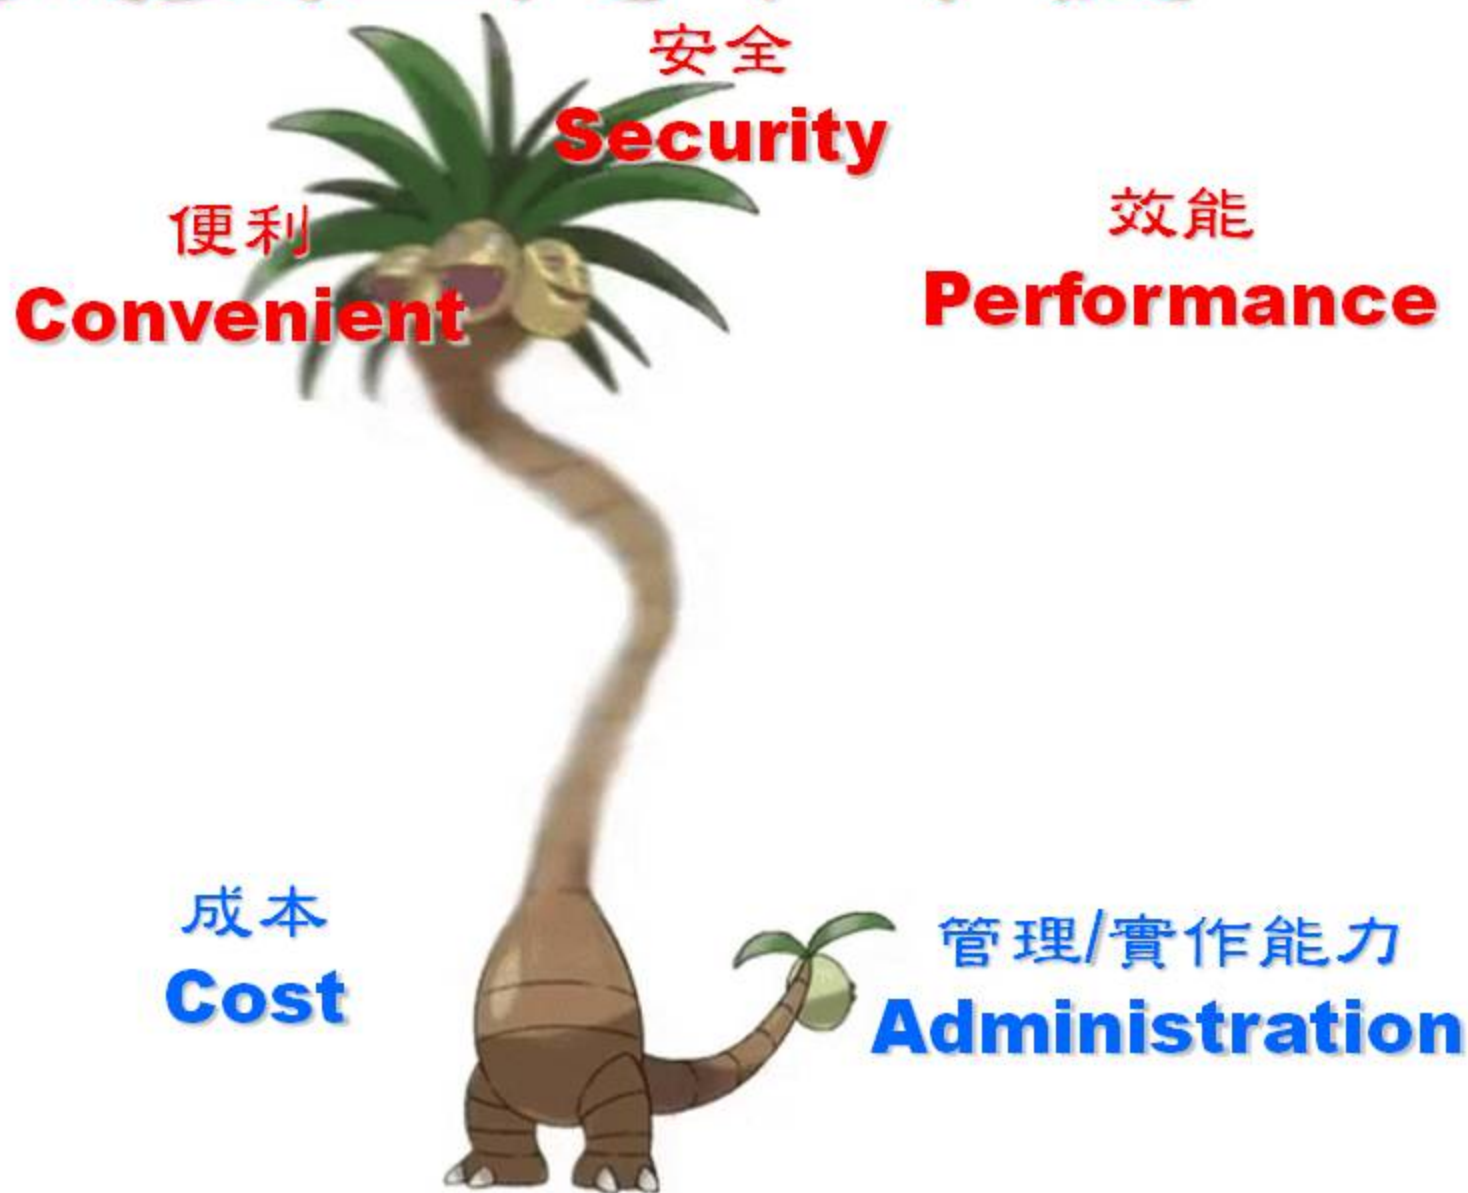 安全
Security
便利
Convenient
效能
Performance
成本
Cost
管理/實作能力
Administration